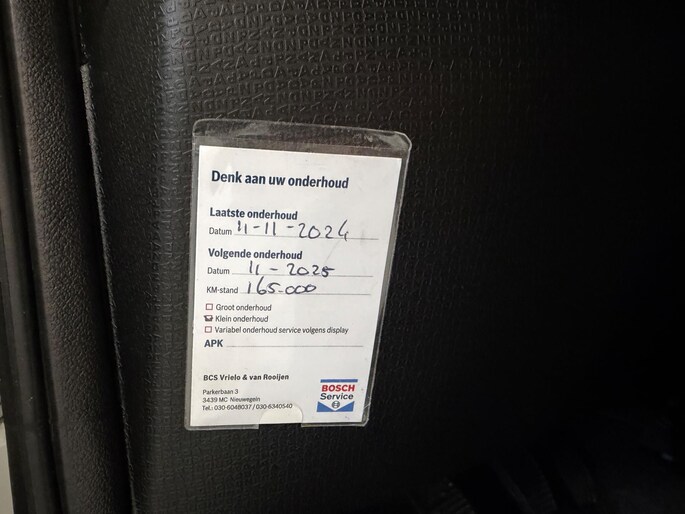 Denk aan uw onderhoud
Laatste onderhoud
Datum 11-11-2024
Volgende onderhoud
Datum 11-2025
KM-stand 165.000
Groot onderhoud
Klein onderhoud
Variabel onderhoud service volgens display
APK
BCS Vrielo & van Rooijen
Parkerbaan 3
3439 MC Nieuwegein
Tel.: 030-6048037 / 030-6340540
BOSCH
Service